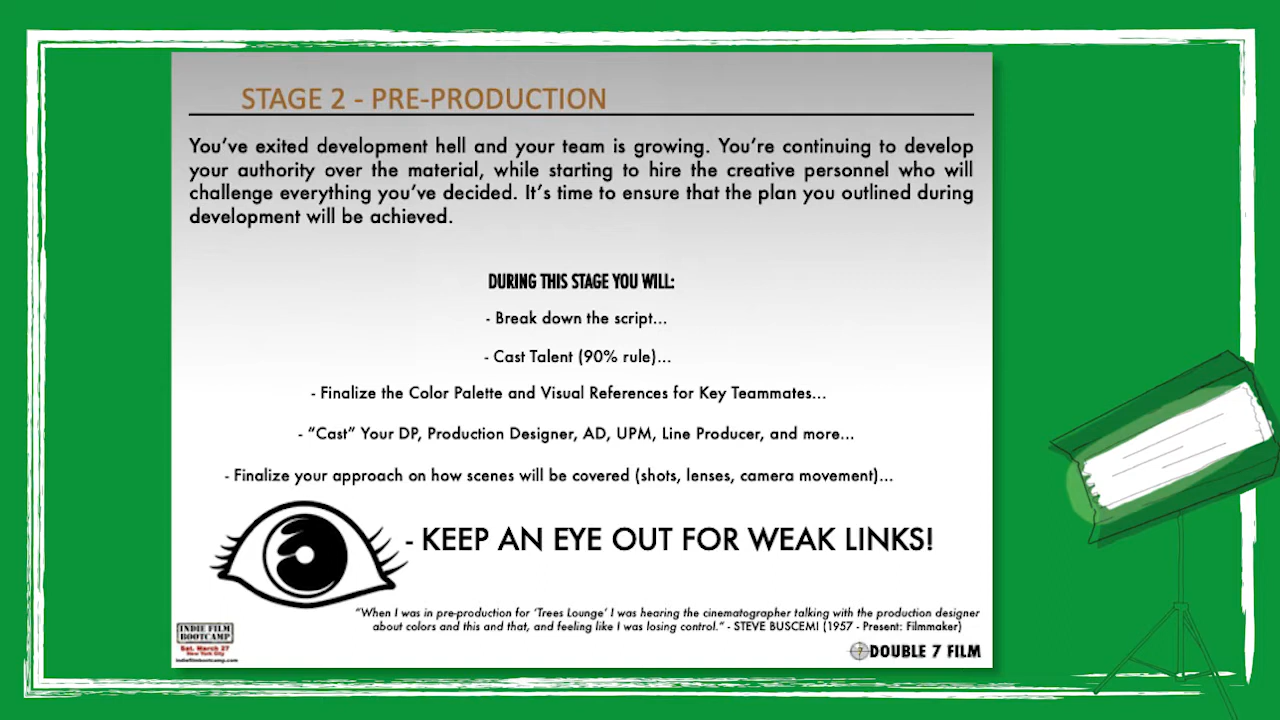 STAGE 2 - PRE-PRODUCTION
You've exited development hell and your team is growing. You're continuing to develop
your authority over the material, while starting to hire the creative personnel who will
challenge everything you've decided. It's time to ensure that the plan you outlined during
development will be achieved.
DURING THIS STAGE YOU WILL:
- Break down the script...
- Cast Talent (90% rule)...
- Finalize the Color Palette and Visual References for Key Teammates...
- "Cast" Your DP, Production Designer, AD, UPM, Line Producer, and more...
- Finalize your approach on how scenes will be covered (shots, lenses, camera movement)...
- KEEP AN EYE OUT FOR WEAK LINKS!
"When I was in pre-production for 'Trees Lounge' I was hearing the cinematographer talking with the production designer
about colors and this and that, and feeling like I was losing control." - STEVE BUSCEMI (1957 - Present: Filmmaker)
INDIE FILM
BOOTCAMP
Sat. March 27
New York City
indiefilmbootcamp.com
7 DOUBLE 7 FILM